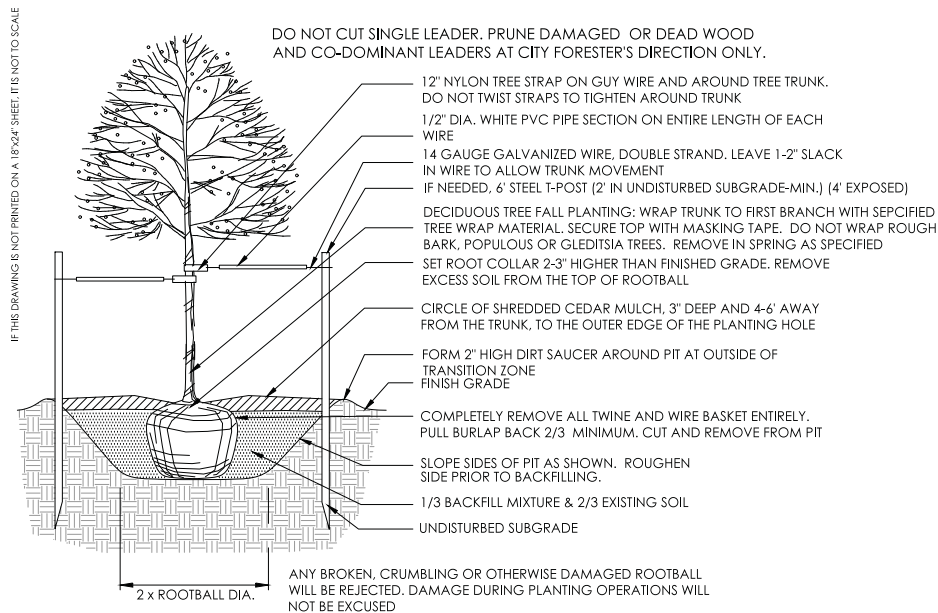 IF THIS DRAWING IS NOT PRINTED ON A 18"x24" SHEET, IT IS NOT TO SCALE
DO NOT CUT SINGLE LEADER. PRUNE DAMAGED OR DEAD WOOD
AND CO-DOMINANT LEADERS AT CITY FORESTER'S DIRECTION ONLY.
12" NYLON TREE STRAP ON GUY WIRE AND AROUND TREE TRUNK.
DO NOT TWIST STRAPS TO TIGHTEN AROUND TRUNK
1/2" DIA. WHITE PVC PIPE SECTION ON ENTIRE LENGTH OF EACH
WIRE
14 GAUGE GALVANIZED WIRE, DOUBLE STRAND. LEAVE 1-2" SLACK
IN WIRE TO ALLOW TRUNK MOVEMENT
IF NEEDED, 6' STEEL T-POST (2' IN UNDISTURBED SUBGRADE-MIN.) (4' EXPOSED)
DECIDUOUS TREE FALL PLANTING: WRAP TRUNK TO FIRST BRANCH WITH SEPCIFIED
TREE WRAP MATERIAL. SECURE TOP WITH MASKING TAPE. DO NOT WRAP ROUGH
BARK, POPULOUS OR GLEDITSIA TREES. REMOVE IN SPRING AS SPECIFIED
SET ROOT COLLAR 2-3" HIGHER THAN FINISHED GRADE. REMOVE
EXCESS SOIL FROM THE TOP OF ROOTBALL
CIRCLE OF SHREDDED CEDAR MULCH, 3" DEEP AND 4-6' AWAY
FROM THE TRUNK, TO THE OUTER EDGE OF THE PLANTING HOLE
FORM 2" HIGH DIRT SAUCER AROUND PIT AT OUTSIDE OF
TRANSITION ZONE
FINISH GRADE
COMPLETELY REMOVE ALL TWINE AND WIRE BASKET ENTIRELY.
PULL BURLAP BACK 2/3 MINIMUM. CUT AND REMOVE FROM PIT
SLOPE SIDES OF PIT AS SHOWN. ROUGHEN
SIDE PRIOR TO BACKFILLING.
1/3 BACKFILL MIXTURE & 2/3 EXISTING SOIL
UNDISTURBED SUBGRADE
2 x ROOTBALL DIA.
ANY BROKEN, CRUMBLING OR OTHERWISE DAMAGED ROOTBALL
WILL BE REJECTED. DAMAGE DURING PLANTING OPERATIONS WILL
NOT BE EXCUSED